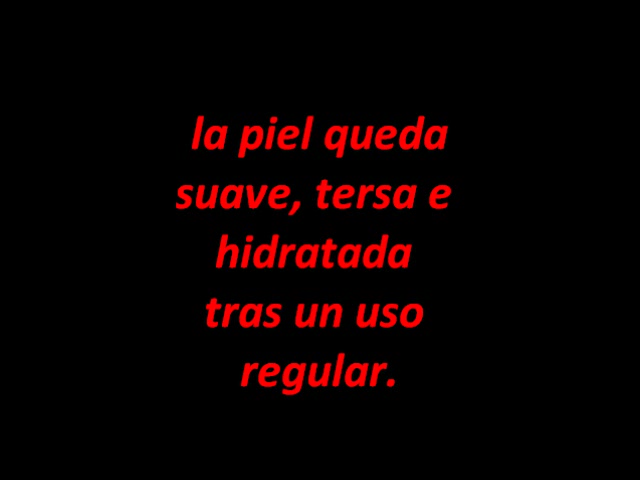 la piel queda
suave, tersa e
hidratada
tras un uso
regular.